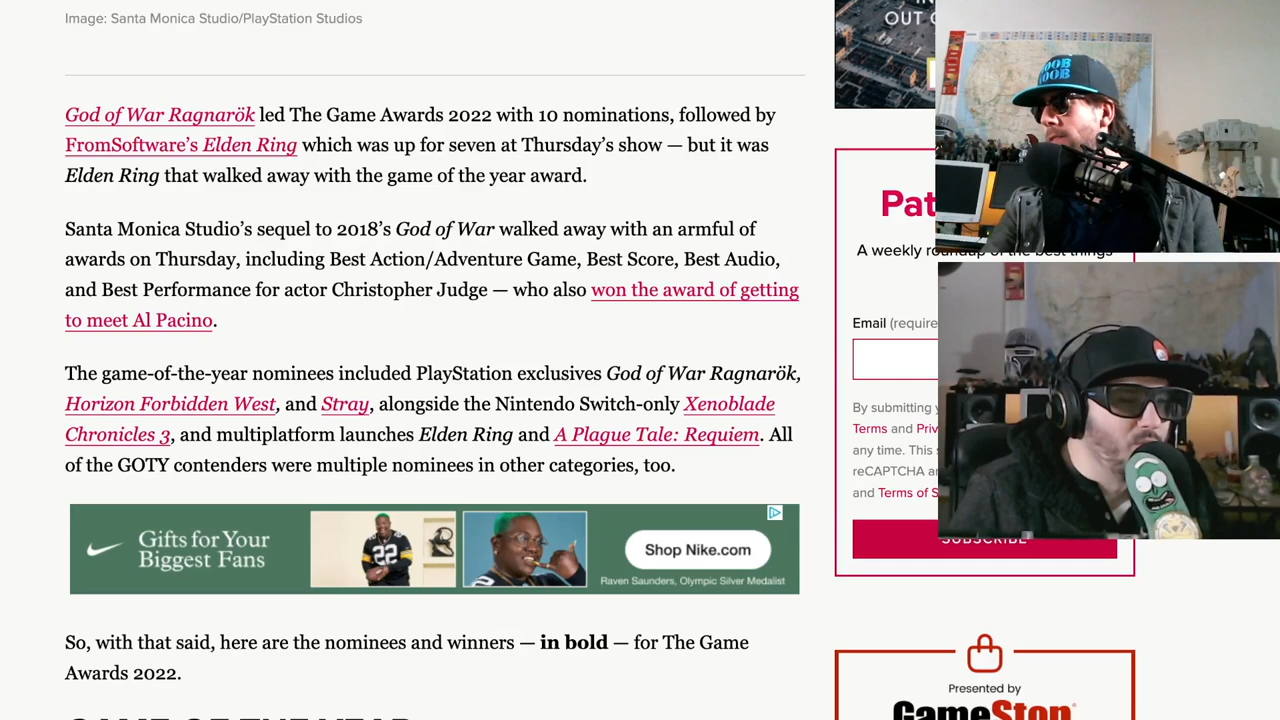 Image: Santa Monica Studio/PlayStation Studios
God of War Ragnarök led The Game Awards 2022 with 10 nominations, followed by
FromSoftware’s Elden Ring which was up for seven at Thursday’s show — but it was
Elden Ring that walked away with the game of the year award.
Santa Monica Studio’s sequel to 2018’s God of War walked away with an armful of
awards on Thursday, including Best Action/Adventure Game, Best Score, Best Audio,
and Best Performance for actor Christopher Judge — who also won the award of getting
to meet Al Pacino.
The game-of-the-year nominees included PlayStation exclusives God of War Ragnarök,
Horizon Forbidden West, and Stray, alongside the Nintendo Switch-only Xenoblade
Chronicles 3, and multiplatform launches Elden Ring and A Plague Tale: Requiem. All
of the GOTY contenders were multiple nominees in other categories, too.
Gifts for Your
Biggest Fans
22
Shop Nike.com
Raven Saunders, Olympic Silver Medalist
So, with that said, here are the nominees and winners — in bold — for The Game
Awards 2022.
GAME OF THE YEAR
OUT
Pat
A weekly roundup of the best things
Email (require
By submitting
Terms and Priv
any time. This
reCAPTCHA
and Terms of S
SUBSCRIBE
Presented by
GameStop
NOOB
NOOB